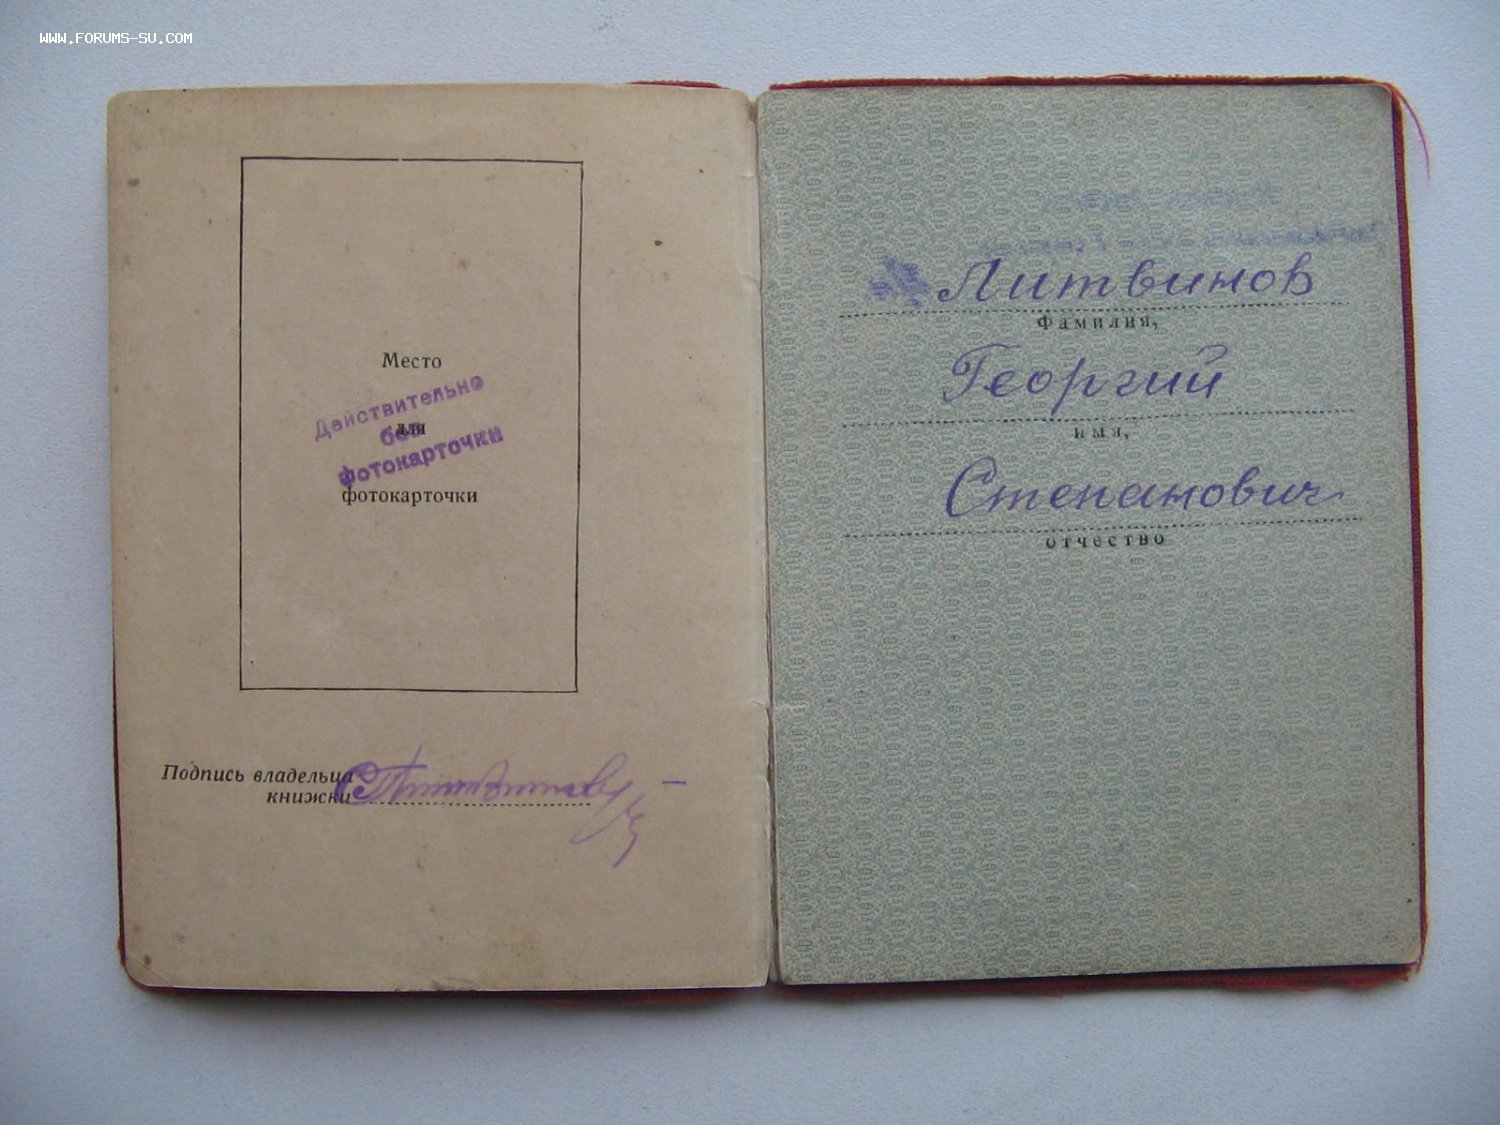 WWW.FORUMS-SU.COM
Место
Действительно
без
для
фотокарточки
фотокарточки
Подпись владельца
книжки
Литвинов
Фамилия,
Георгий
имя,
Степанович
отчество